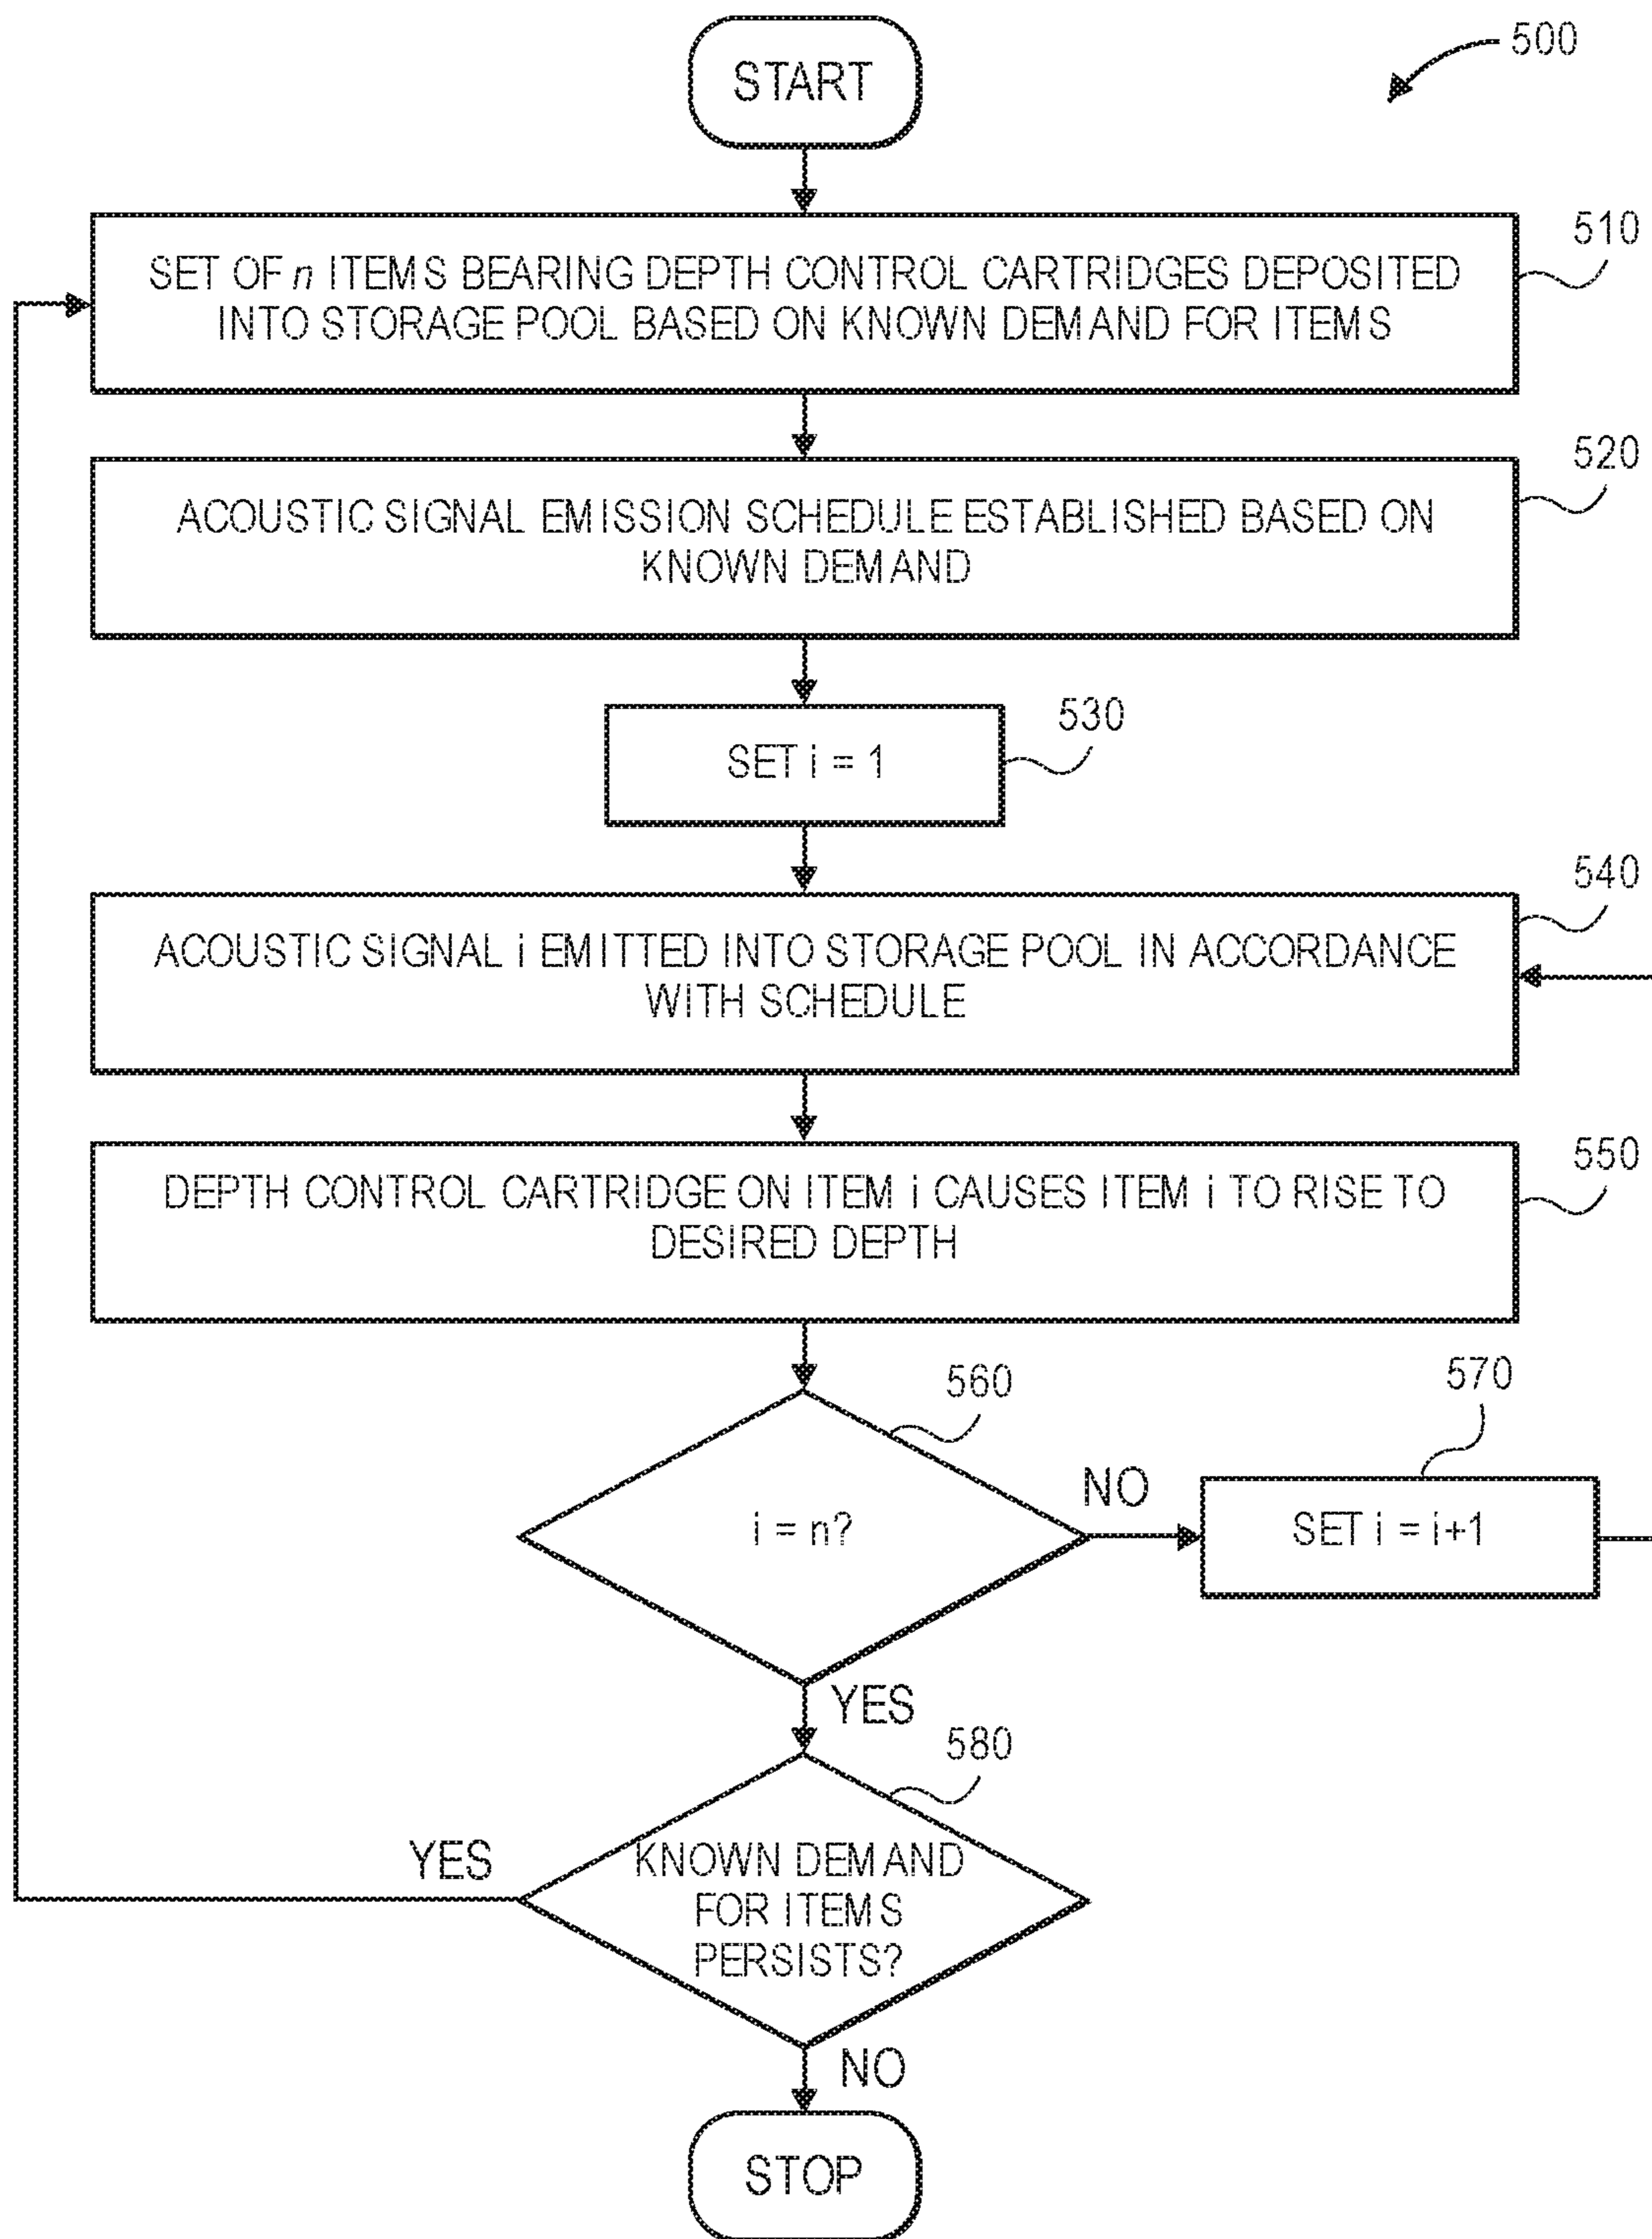 500
START
510
SET OF n ITEMS BEARING DEPTH CONTROL CARTRIDGES DEPOSITED
INTO STORAGE POOL BASED ON KNOWN DEMAND FOR ITEMS
520
ACOUSTIC SIGNAL EMISSION SCHEDULE ESTABLISHED BASED ON
KNOWN DEMAND
530
SET i = 1
540
ACOUSTIC SIGNAL i EMITTED INTO STORAGE POOL IN ACCORDANCE
WITH SCHEDULE
550
DEPTH CONTROL CARTRIDGE ON ITEM i CAUSES ITEM i TO RISE TO
DESIRED DEPTH
560
570
i = n?
NO
SET i = i+1
YES
580
YES
KNOWN DEMAND
FOR ITEMS
PERSISTS?
NO
STOP